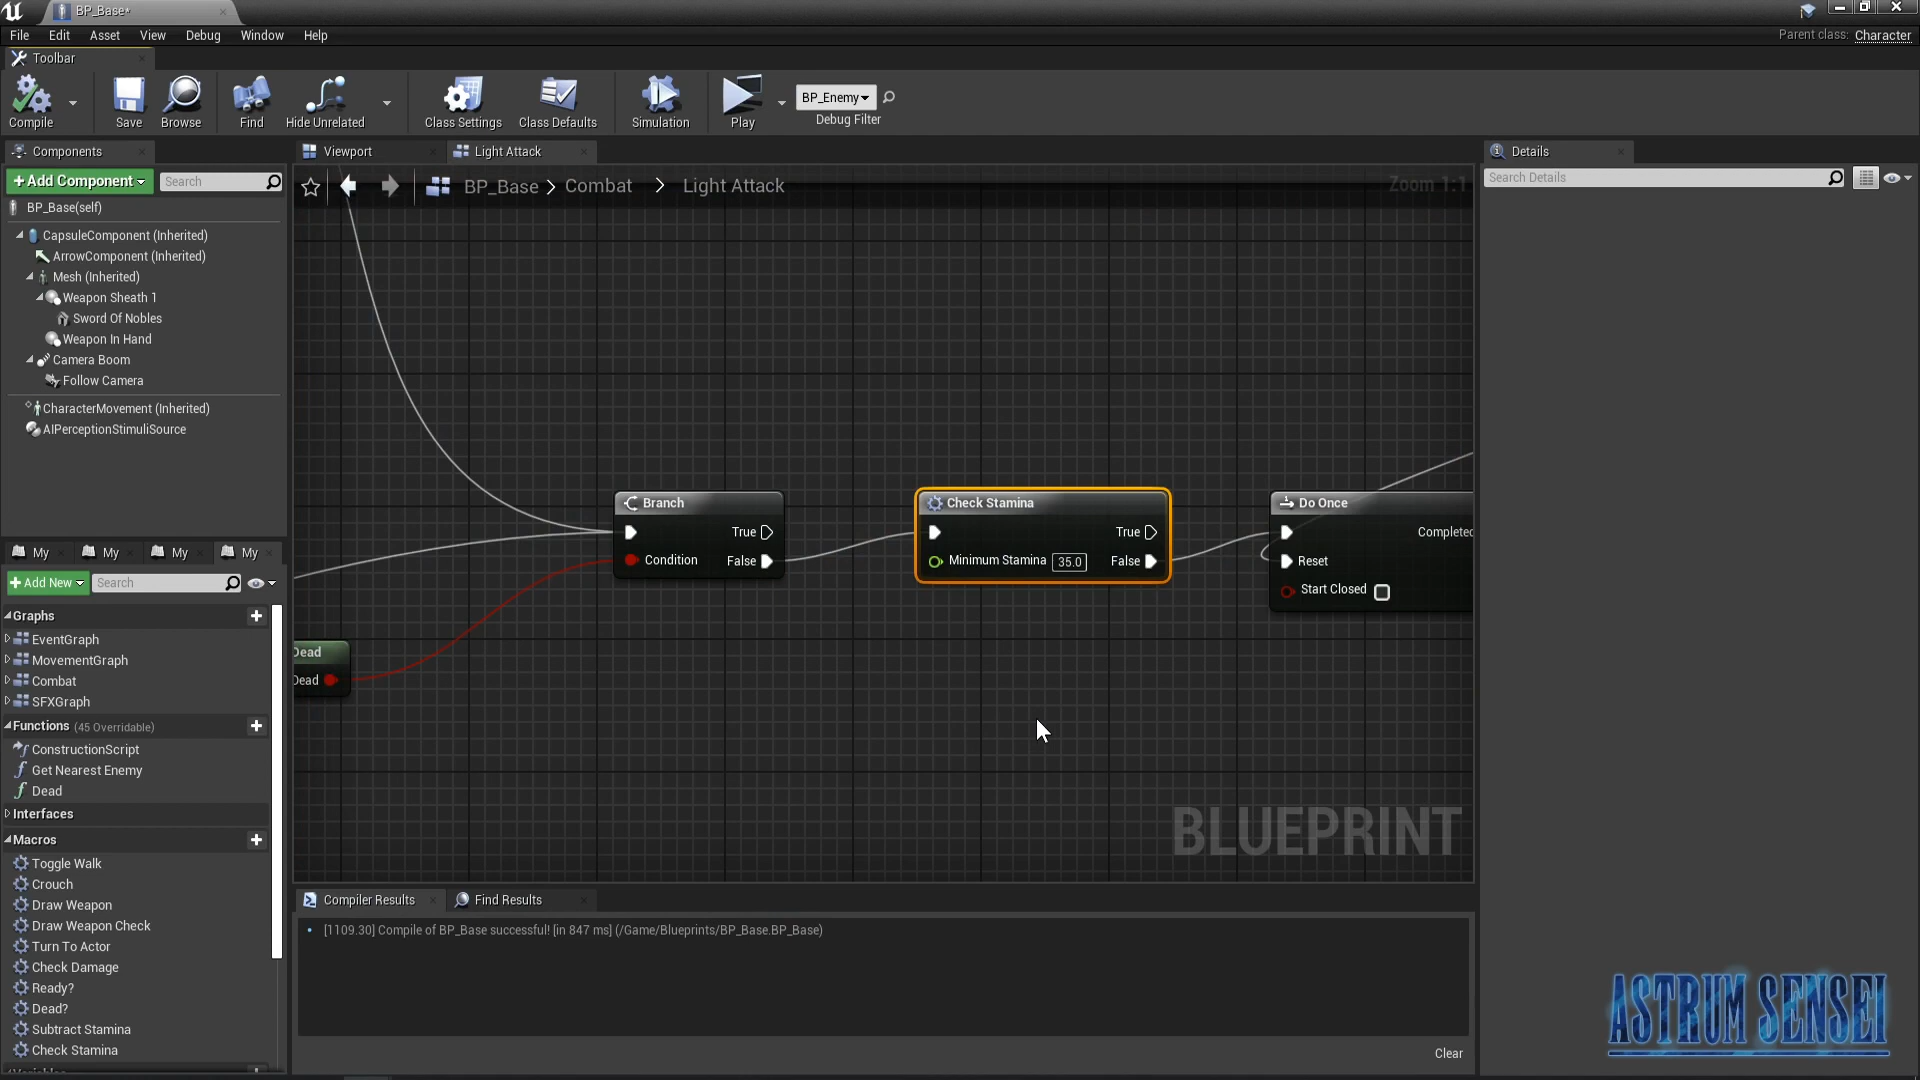 BP_Base*
File Edit Asset View Debug Window Help
Parent class: Character
Toolbar
Compile Save Browse Find Hide Unrelated Class Settings Class Defaults Simulation Play
BP_Enemy
Debug Filter
Components
Viewport
Light Attack
Details
+Add Component
Search
Search Details
BP_Base > Combat > Light Attack
Zoom 1:1
BP_Base(self)
CapsuleComponent (Inherited)
ArrowComponent (Inherited)
Mesh (Inherited)
Weapon Sheath 1
Sword Of Nobles
Weapon In Hand
Camera Boom
Follow Camera
CharacterMovement (Inherited)
AIPerceptionStimuliSource
Branch
True
Condition
False
Check Stamina
True
Minimum Stamina 35.0
False
Do Once
Completed
Reset
Start Closed
Dead
Dead
BLUEPRINT
My My My My
+Add New
Search
Graphs
EventGraph
MovementGraph
Combat
SFXGraph
Functions (45 Overridable)
ConstructionScript
Get Nearest Enemy
Dead
Interfaces
Macros
Toggle Walk
Crouch
Draw Weapon
Draw Weapon Check
Turn To Actor
Check Damage
Ready?
Dead?
Subtract Stamina
Check Stamina
Compiler Results
Find Results
[1109.30] Compile of BP_Base successful! [in 847 ms] (/Game/Blueprints/BP_Base.BP_Base)
Clear
ASTRUM SENSEI